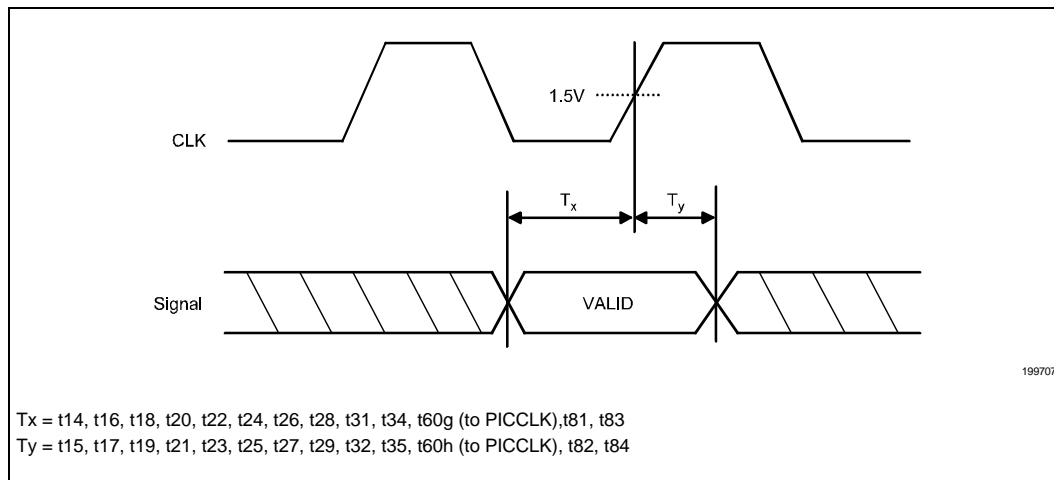 1.5V
CLK
Tx
Ty
Signal
VALID
199707
Tx = t14, t16, t18, t20, t22, t24, t26, t28, t31, t34, t60g (to PICCLK),t81, t83
Ty = t15, t17, t19, t21, t23, t25, t27, t29, t32, t35, t60h (to PICCLK), t82, t84